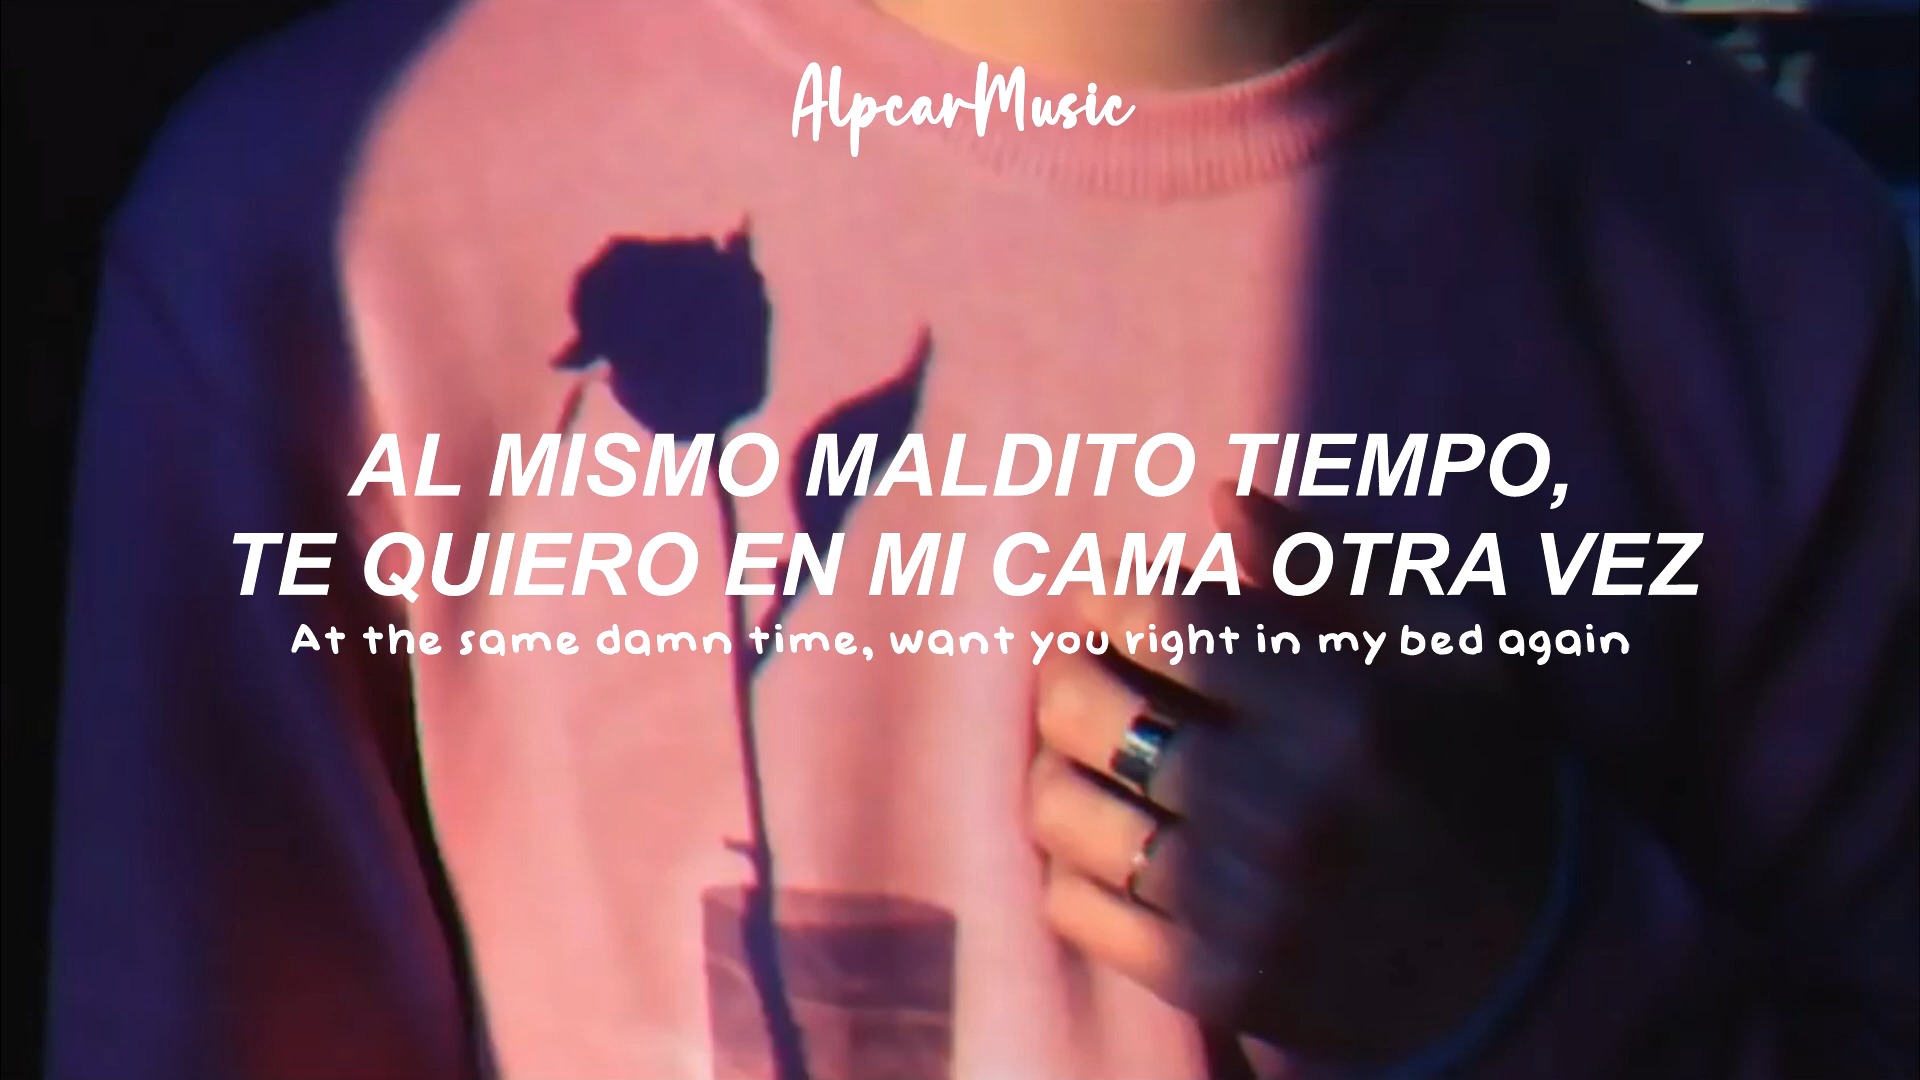 AlpcarMusic
AL MISMO MALDITO TIEMPO,
TE QUIERO EN MI CAMA OTRA VEZ
At the same damn time, want you right in my bed again